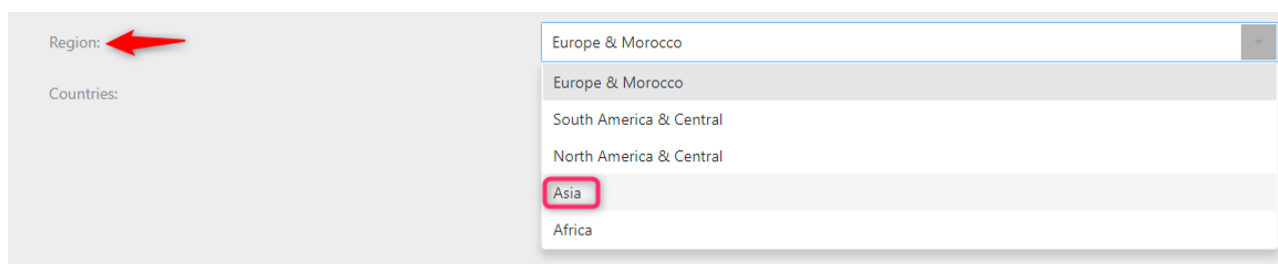 Region:
Europe & Morocco
Countries:
Europe & Morocco
South America & Central
North America & Central
Asia
Africa